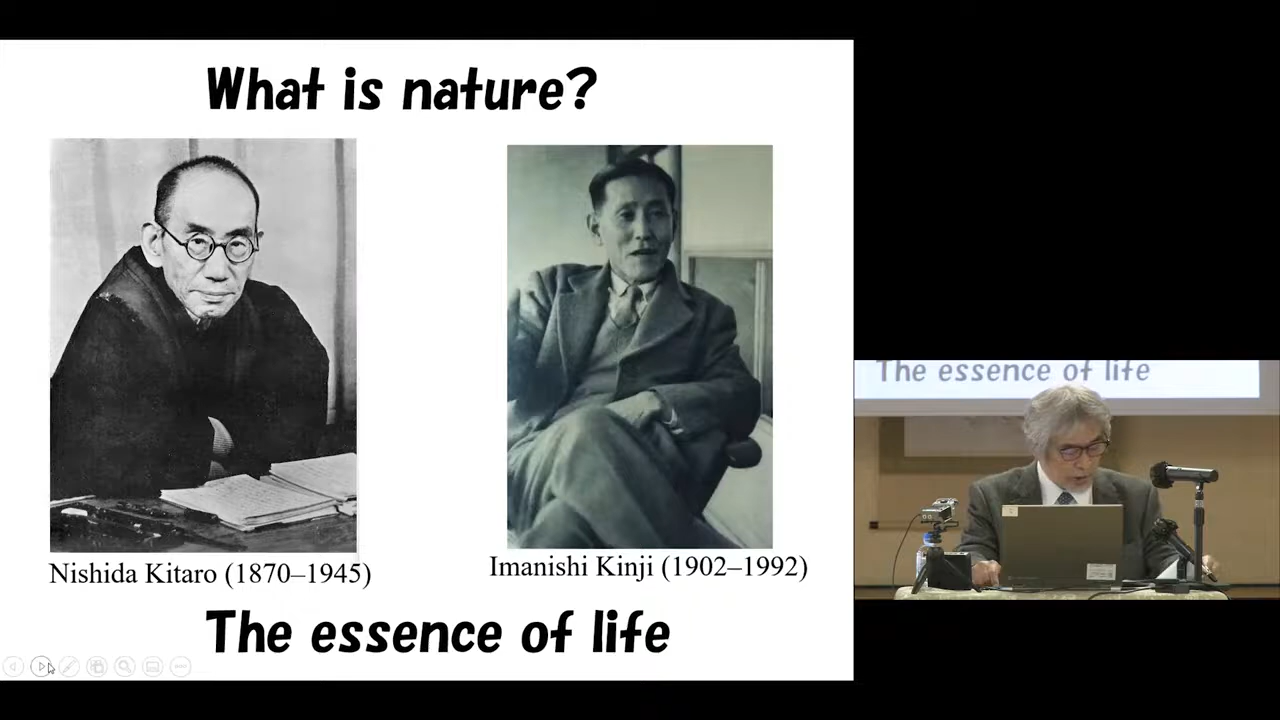 What is nature?
Nishida Kitaro (1870–1945)
Imanishi Kinji (1902–1992)
The essence of life
The essence of life